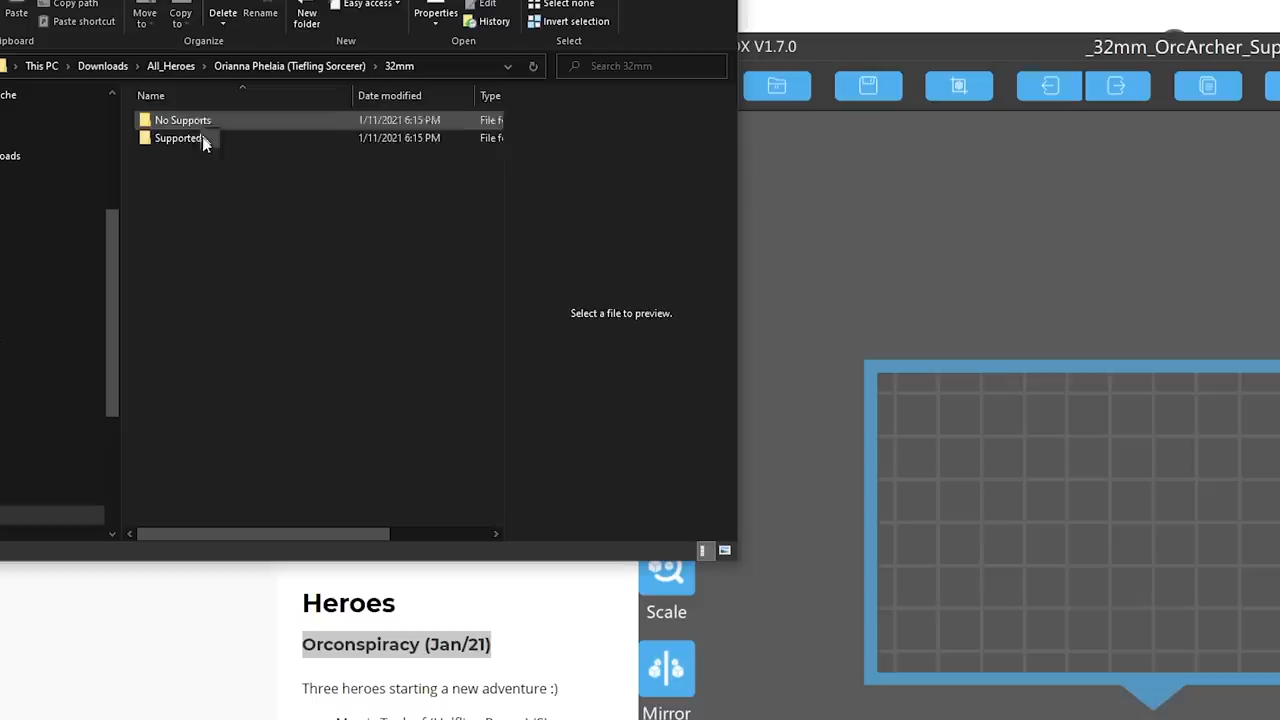 Copy path
Easy access
Edit
Select none
Paste
Paste shortcut
Move to
Copy to
Delete
Rename
New folder
Properties
History
Invert selection
Organize
New
Open
Select
This PC > Downloads > All_Heroes > Orianna Phelaia (Tiefling Sorcerer) > 32mm
Search 32mm
Name
Date modified
Type
No Supports
1/11/2021 6:15 PM
File f
Supported
1/11/2021 6:15 PM
File f
Select a file to preview.
V1.7.0
_32mm_OrcArcher_Sup
Scale
Mirror
Heroes
Orconspiracy (Jan/21)
Three heroes starting a new adventure :)